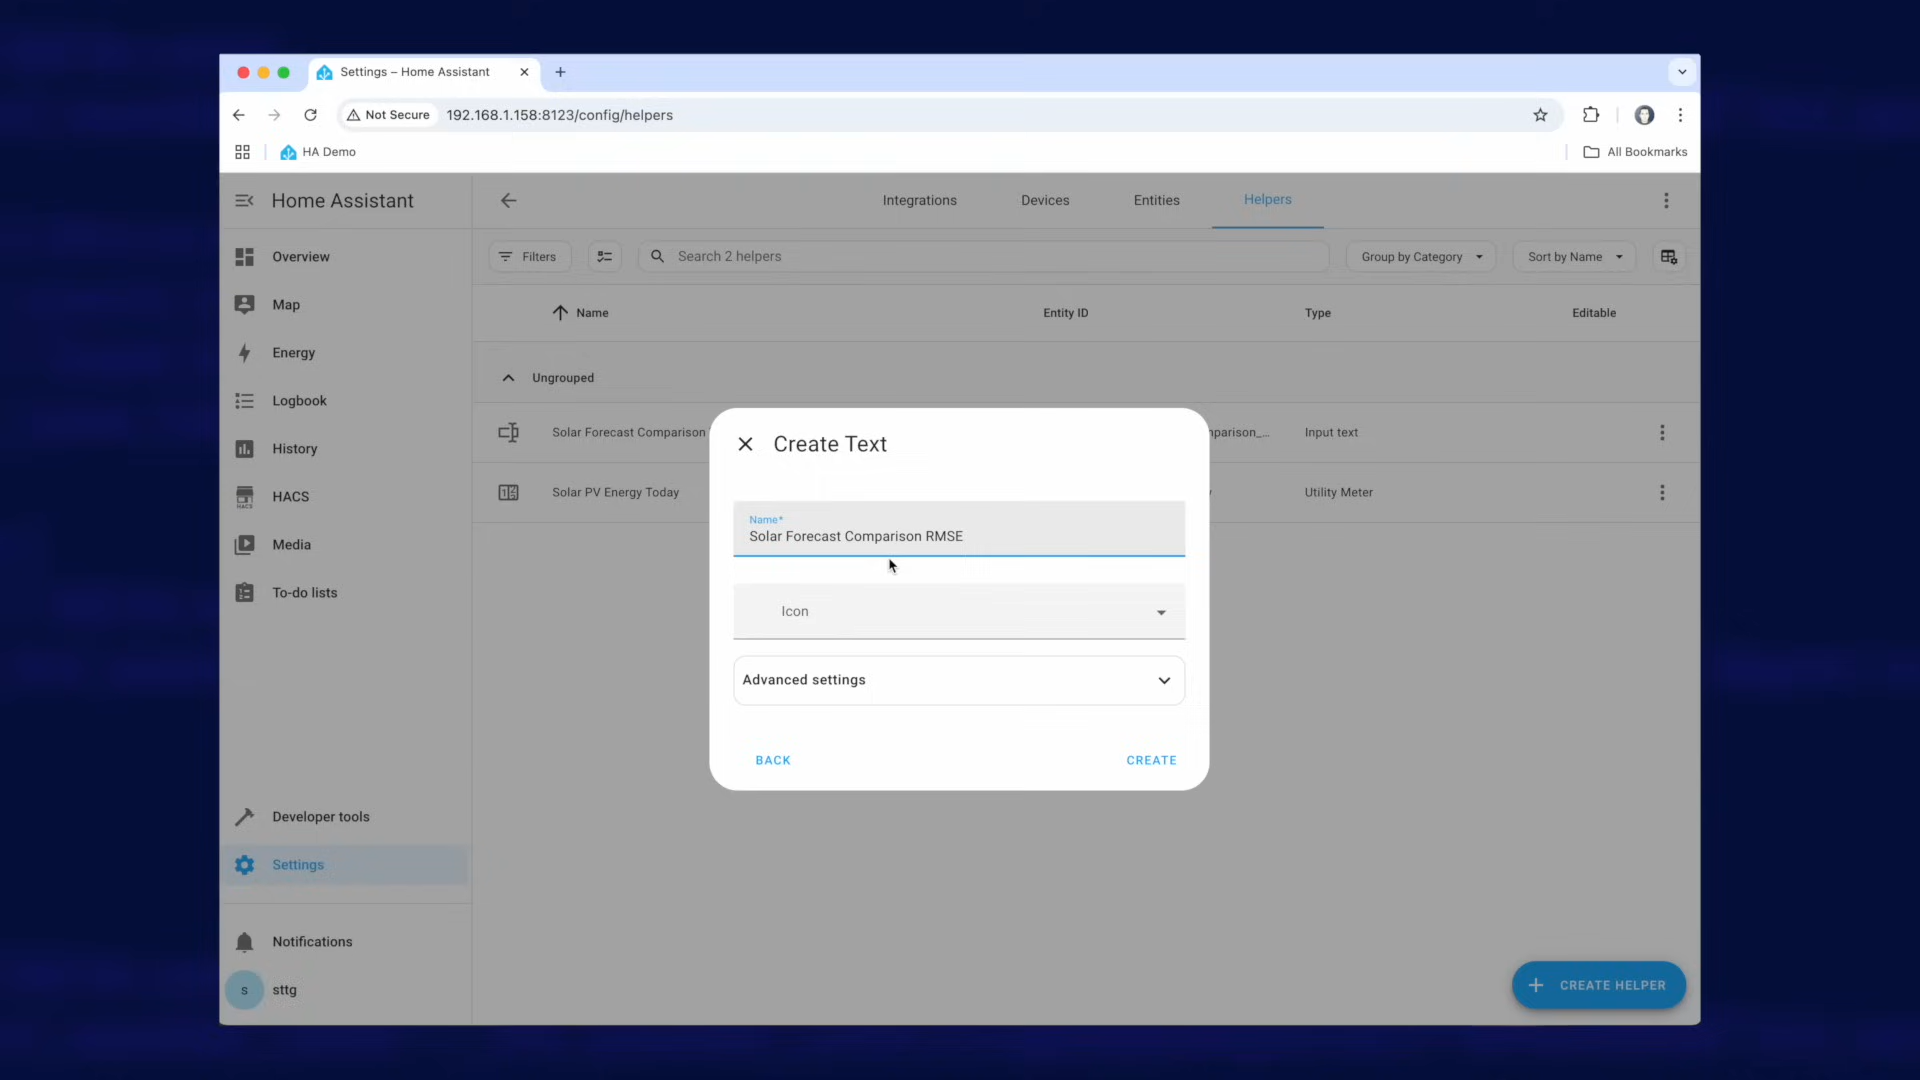 Settings – Home Assistant
Not Secure
192.168.1.158:8123/config/helpers
HA Demo
All Bookmarks
Home Assistant
Integrations
Devices
Entities
Helpers
Overview
Map
Energy
Logbook
History
HACS
Media
To-do lists
Developer tools
Settings
Notifications
s
sttg
Filters
Search 2 helpers
Group by Category
Sort by Name
Name
Entity ID
Type
Editable
Ungrouped
Solar Forecast Comparison
Input text
Solar PV Energy Today
Utility Meter
Create Text
Name*
Solar Forecast Comparison RMSE
Icon
Advanced settings
BACK
CREATE
CREATE HELPER